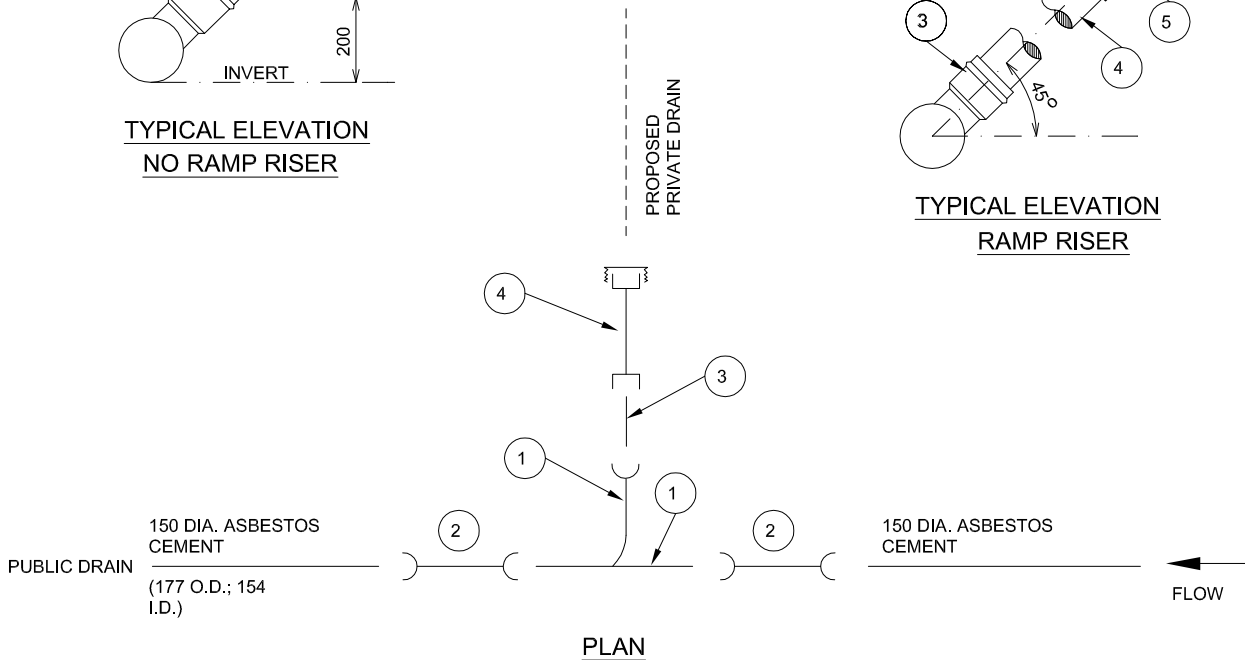 200
INVERT
TYPICAL ELEVATION
NO RAMP RISER
PROPOSED
PRIVATE DRAIN
3
5
4
45°
TYPICAL ELEVATION
RAMP RISER
4
3
1
1
2
2
150 DIA. ASBESTOS
CEMENT
150 DIA. ASBESTOS
CEMENT
PUBLIC DRAIN
(177 O.D.; 154
I.D.)
FLOW
PLAN